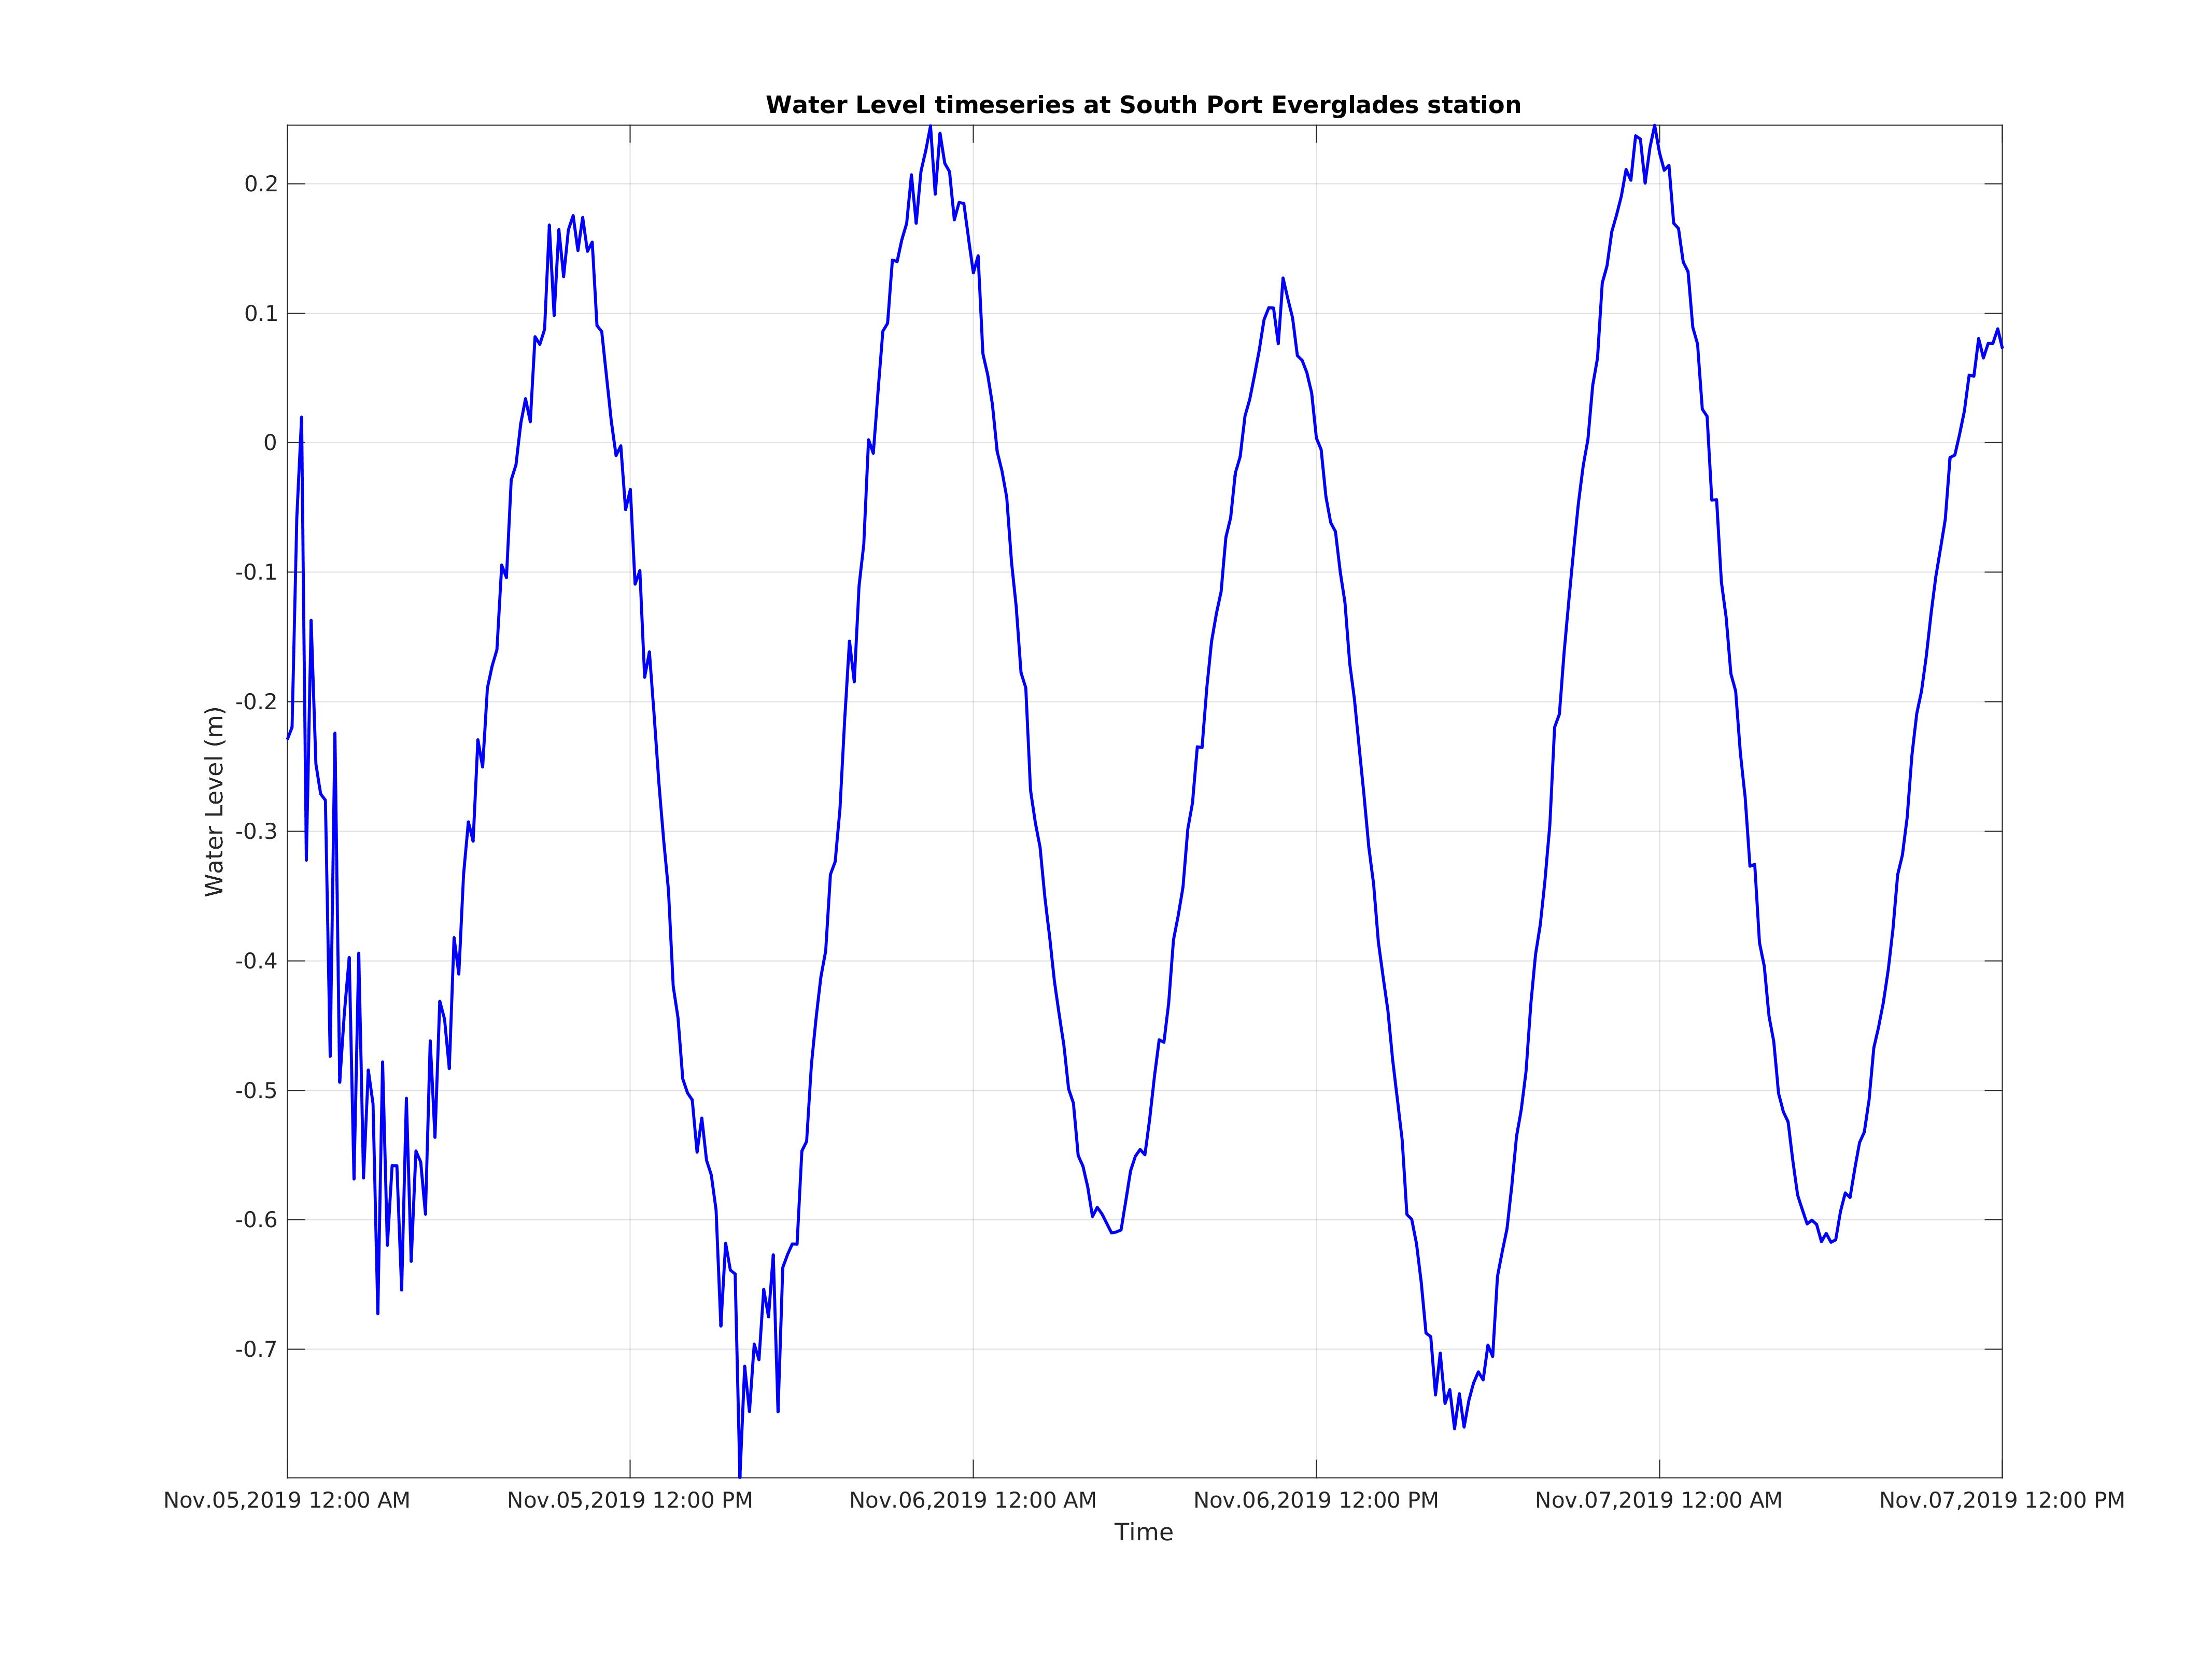 Water Level timeseries at South Port Everglades station
0.2
0.1
0
-0.1
-0.2
-0.3
-0.4
-0.5
-0.6
-0.7
Water Level (m)
Nov.05,2019 12:00 AM
Nov.05,2019 12:00 PM
Nov.06,2019 12:00 AM
Nov.06,2019 12:00 PM
Nov.07,2019 12:00 AM
Nov.07,2019 12:00 PM
Time